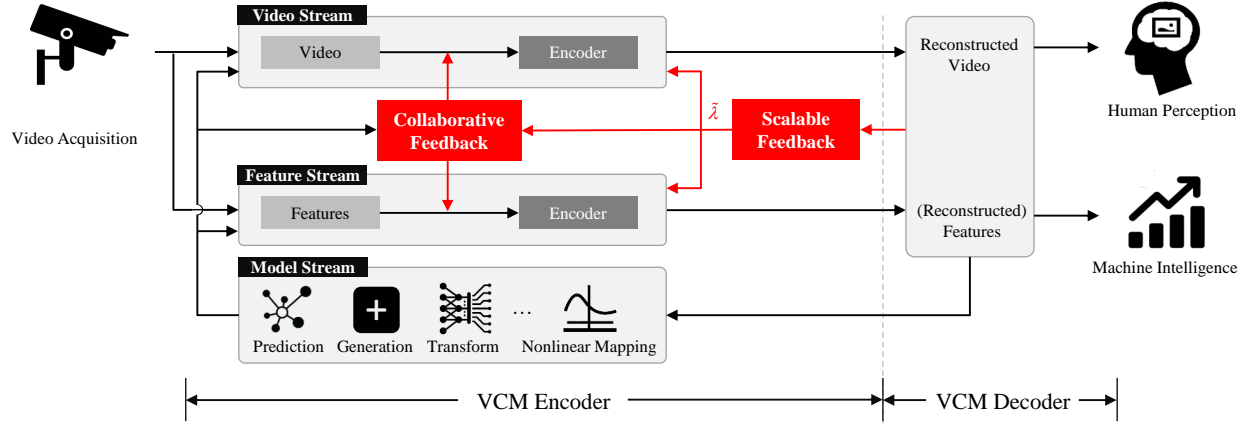 Video Stream
Video
Encoder
Reconstructed
Video
Human Perception
Video Acquisition
Collaborative
Feedback
λ̃
Scalable
Feedback
Feature Stream
Features
Encoder
(Reconstructed)
Features
Machine Intelligence
Model Stream
Prediction
Generation
Transform
...
Nonlinear Mapping
VCM Encoder
VCM Decoder